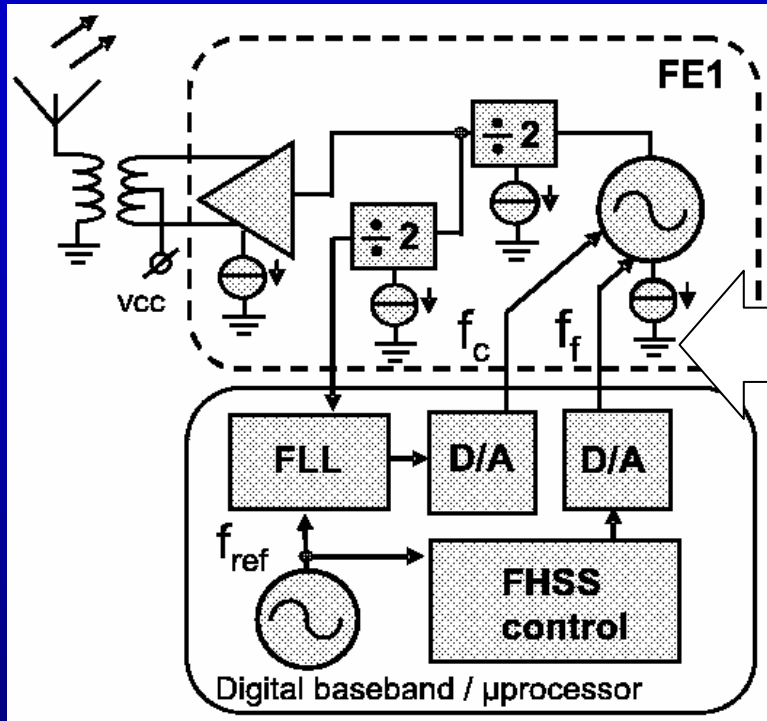 FE1
÷ 2
÷ 2
vcc
f_c
f_f
FLL
D/A
D/A
f_ref
FHSS
control
Digital baseband / µprocessor